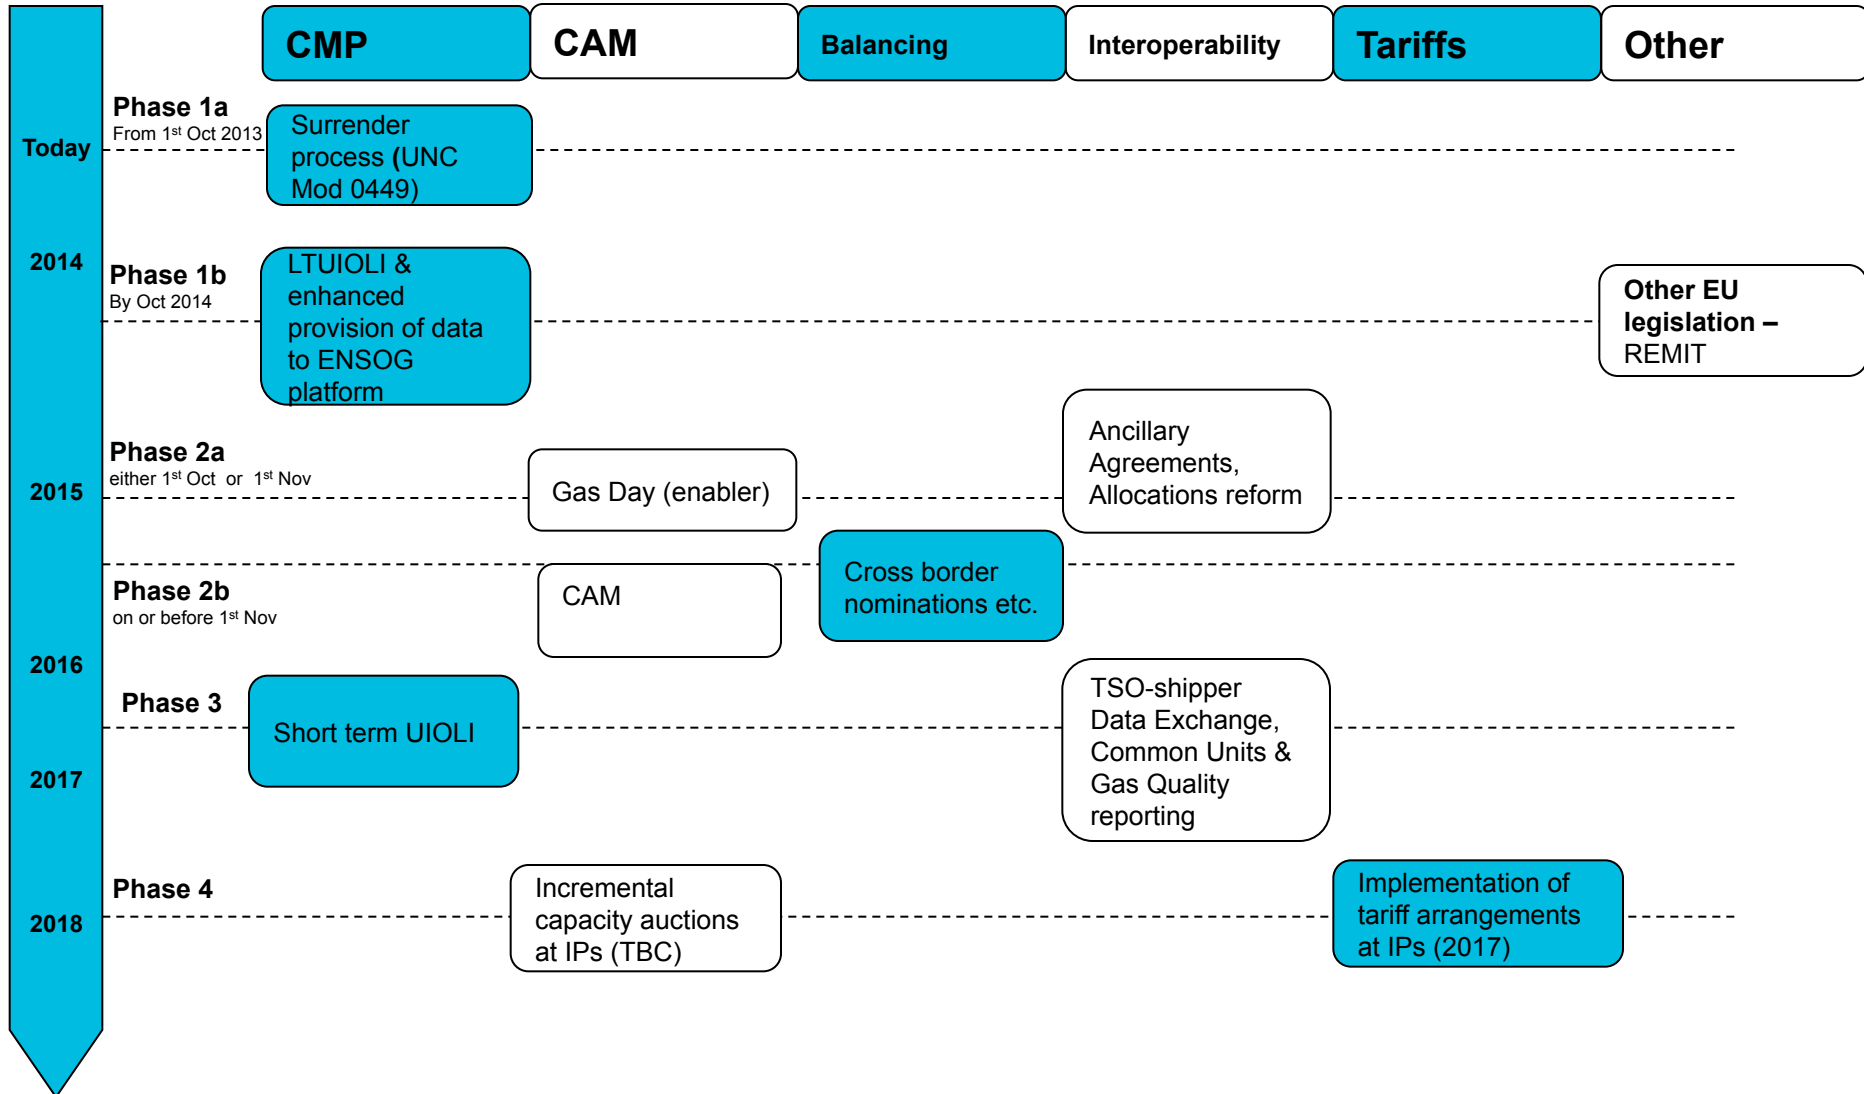 CMP
CAM
Balancing
Interoperability
Tariffs
Other
Today
Phase 1a
From 1st Oct 2013
Surrender
process (UNC
Mod 0449)
2014
Phase 1b
By Oct 2014
LTUIOLI &
enhanced
provision of data
to ENSOG
platform
Other EU
legislation –
REMIT
2015
Phase 2a
either 1st Oct or 1st Nov
Gas Day (enabler)
Ancillary
Agreements,
Allocations reform
Phase 2b
on or before 1st Nov
CAM
Cross border
nominations etc.
2016
Phase 3
Short term UIOLI
TSO-shipper
Data Exchange,
Common Units &
Gas Quality
reporting
2017
Phase 4
2018
Incremental
capacity auctions
at IPs (TBC)
Implementation of
tariff arrangements
at IPs (2017)